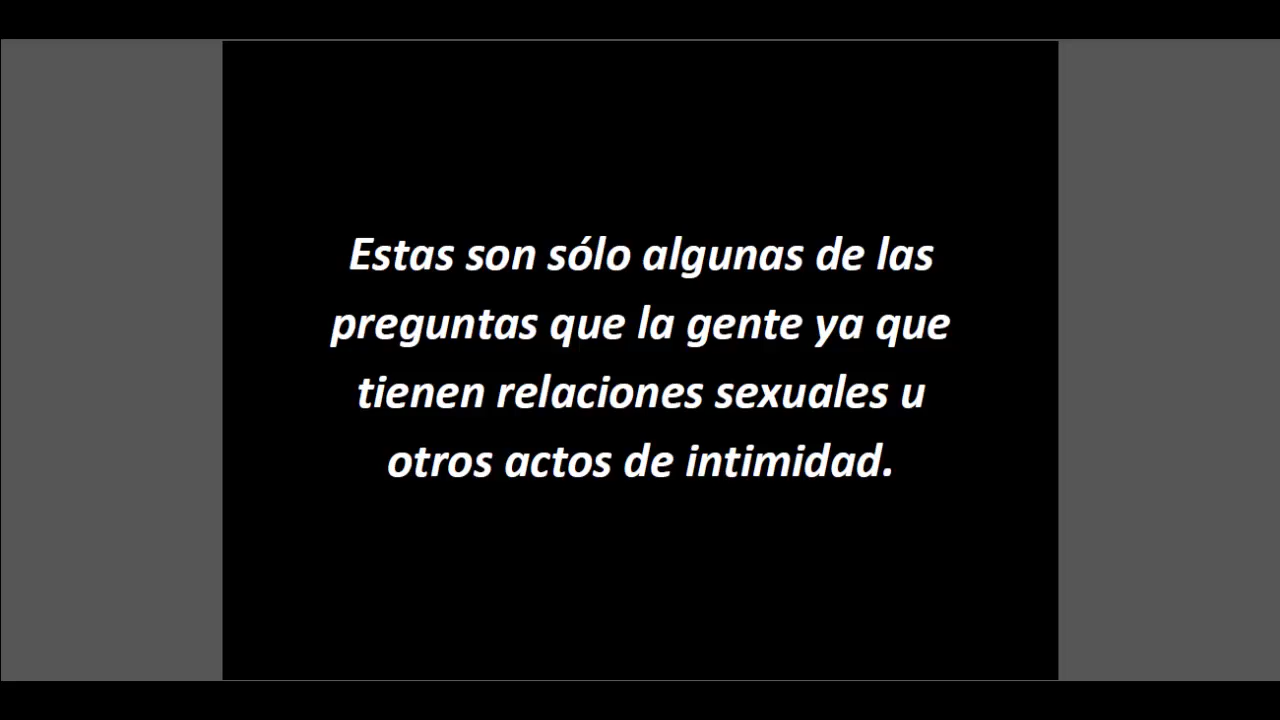 Estas son sólo algunas de las
preguntas que la gente ya que
tienen relaciones sexuales u
otros actos de intimidad.